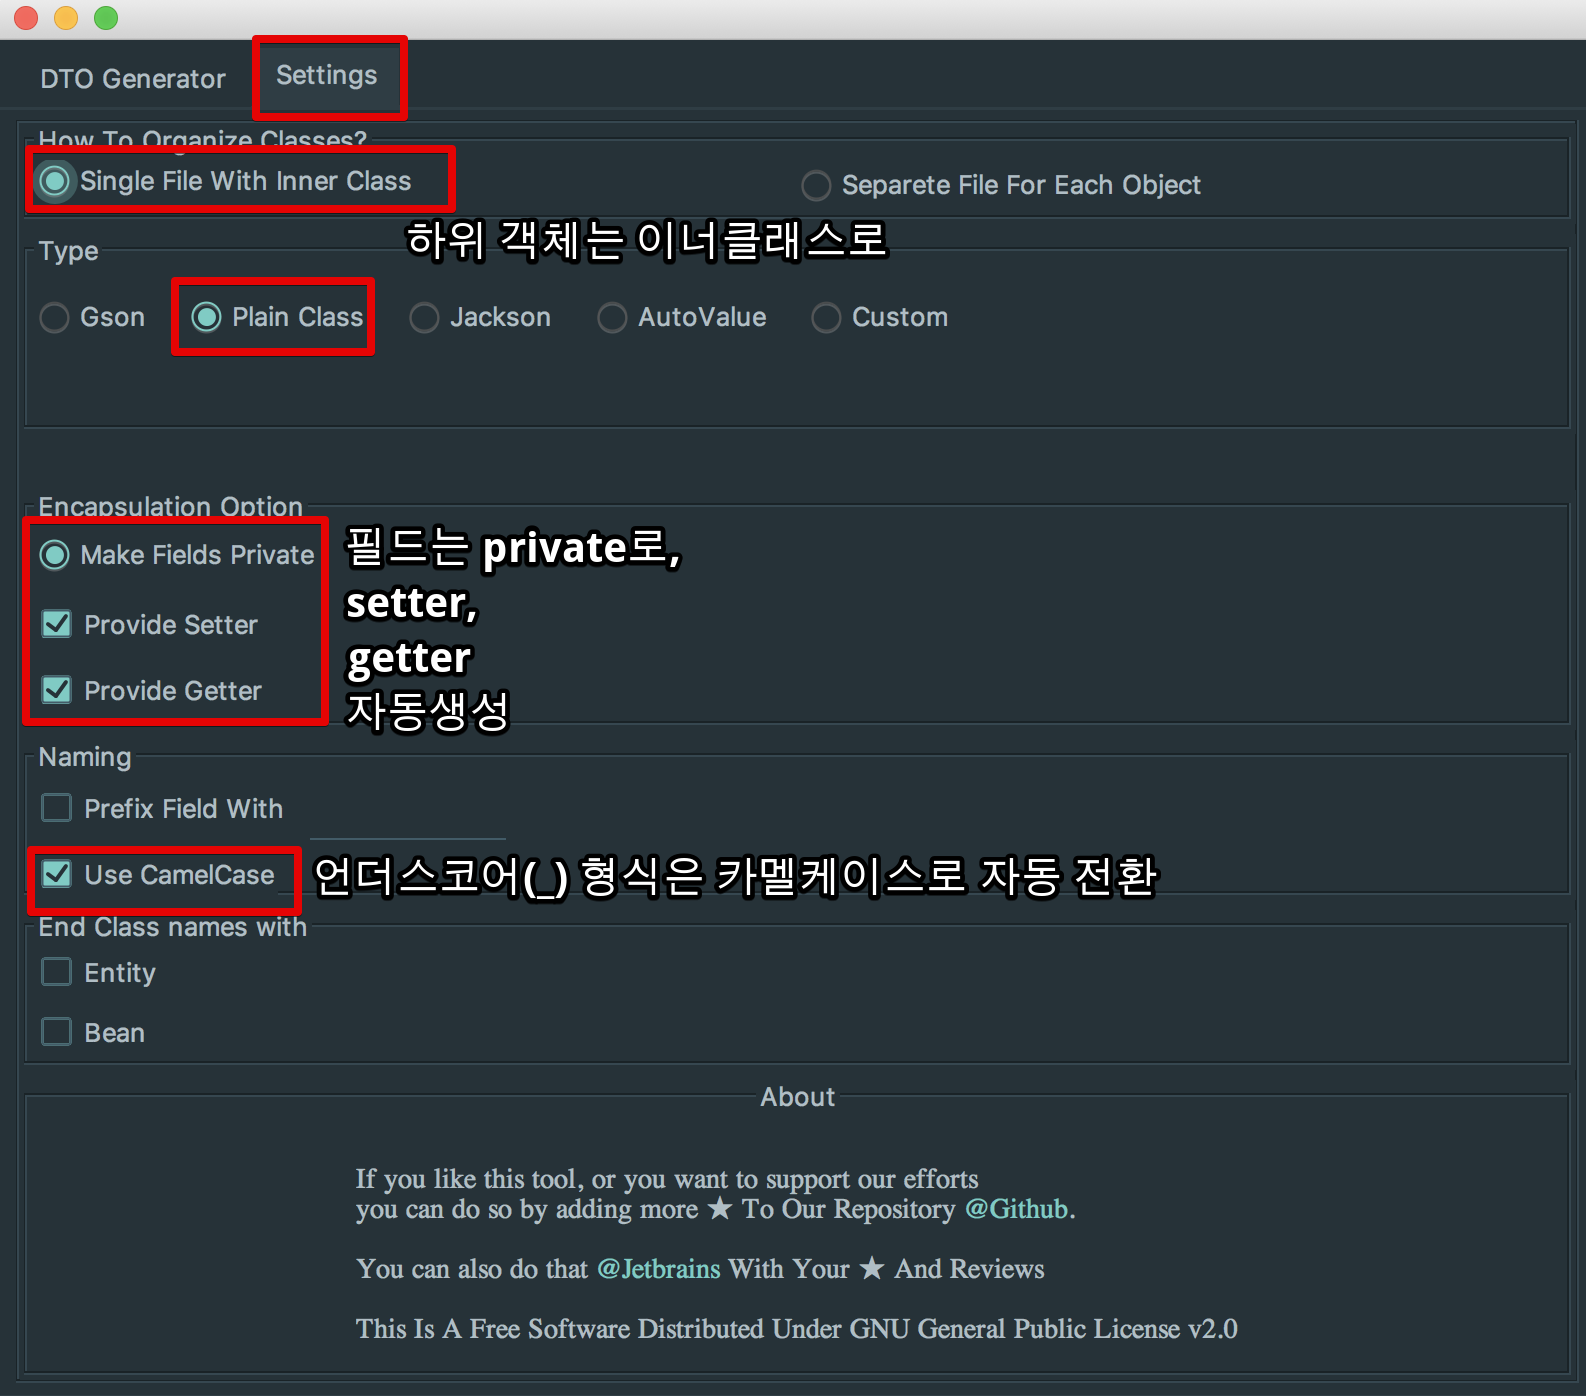 DTO Generator
Settings
How To Organize Classes?
Single File With Inner Class
Separete File For Each Object
하위 객체는 이너클래스로
Type
Gson
Plain Class
Jackson
AutoValue
Custom
Encapsulation Option
Make Fields Private
필드는 private로,
Provide Setter
setter,
getter
Provide Getter
자동생성
Naming
Prefix Field With
Use CamelCase
언더스코어(_) 형식은 카멜케이스로 자동 전환
End Class names with
Entity
Bean
About
If you like this tool, or you want to support our efforts
you can do so by adding more ★ To Our Repository @Github.
You can also do that @Jetbrains With Your ★ And Reviews
This Is A Free Software Distributed Under GNU General Public License v2.0